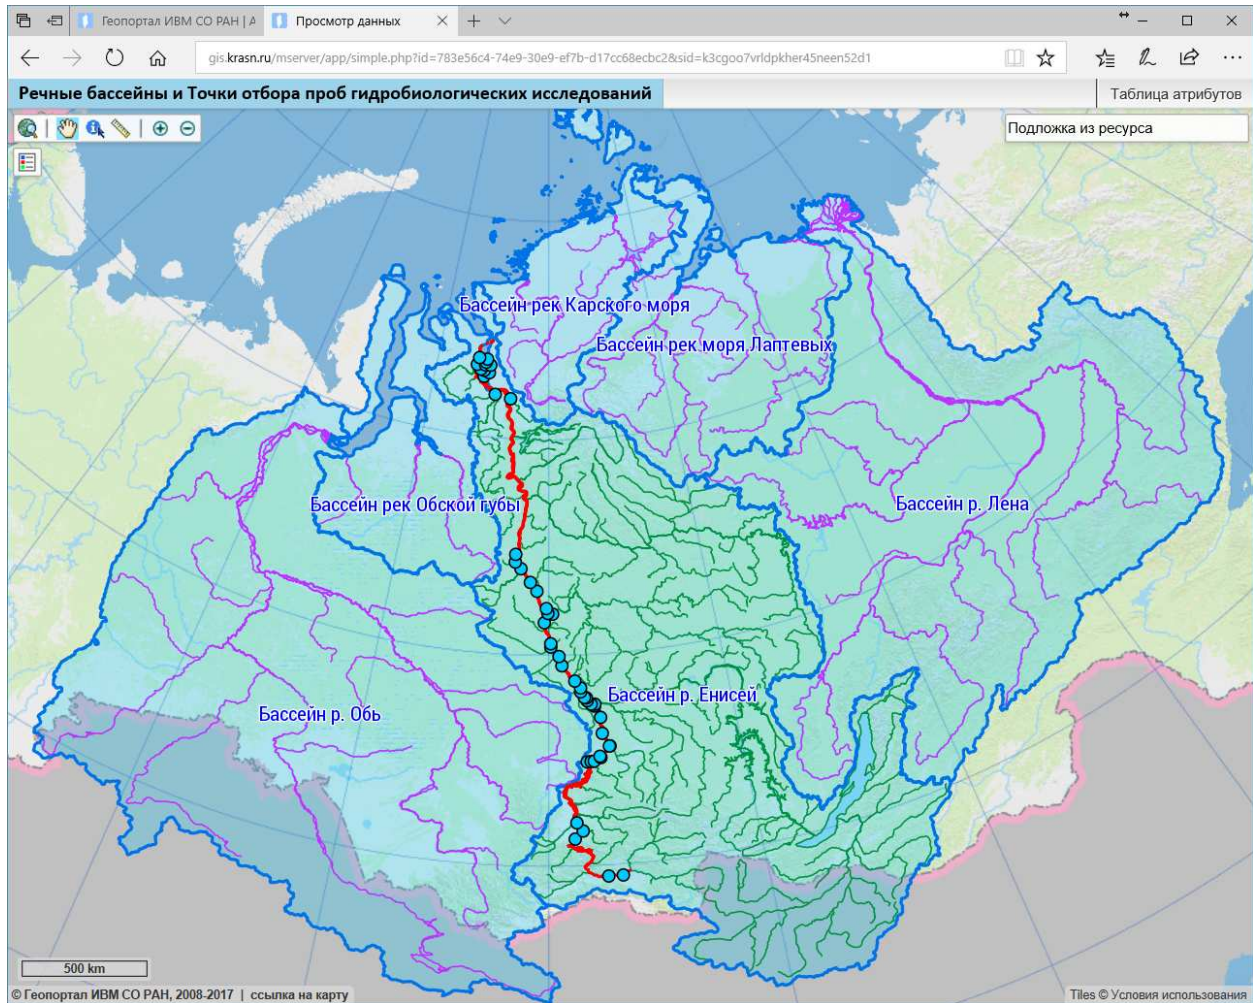 Геопортал ИВМ СО РАН | А
Просмотр данных
gis.krasn.ru/mserver/app/simple.php?id=783e56c4-74e9-30e9-ef7b-d17cc68ecbc2&sid=k3cgoo7vrldpkher45neen52d1
Речные бассейны и Точки отбора проб гидробиологических исследований
Таблица атрибутов
Подложка из ресурса
Бассейн рек Карского моря
Бассейн рек моря Лаптевых
Бассейн рек Обской губы
Бассейн р. Лена
Бассейн р. Енисей
Бассейн р. Обь
500 km
© Геопортал ИВМ СО РАН, 2008-2017 | ссылка на карту
Tiles © Условия использования